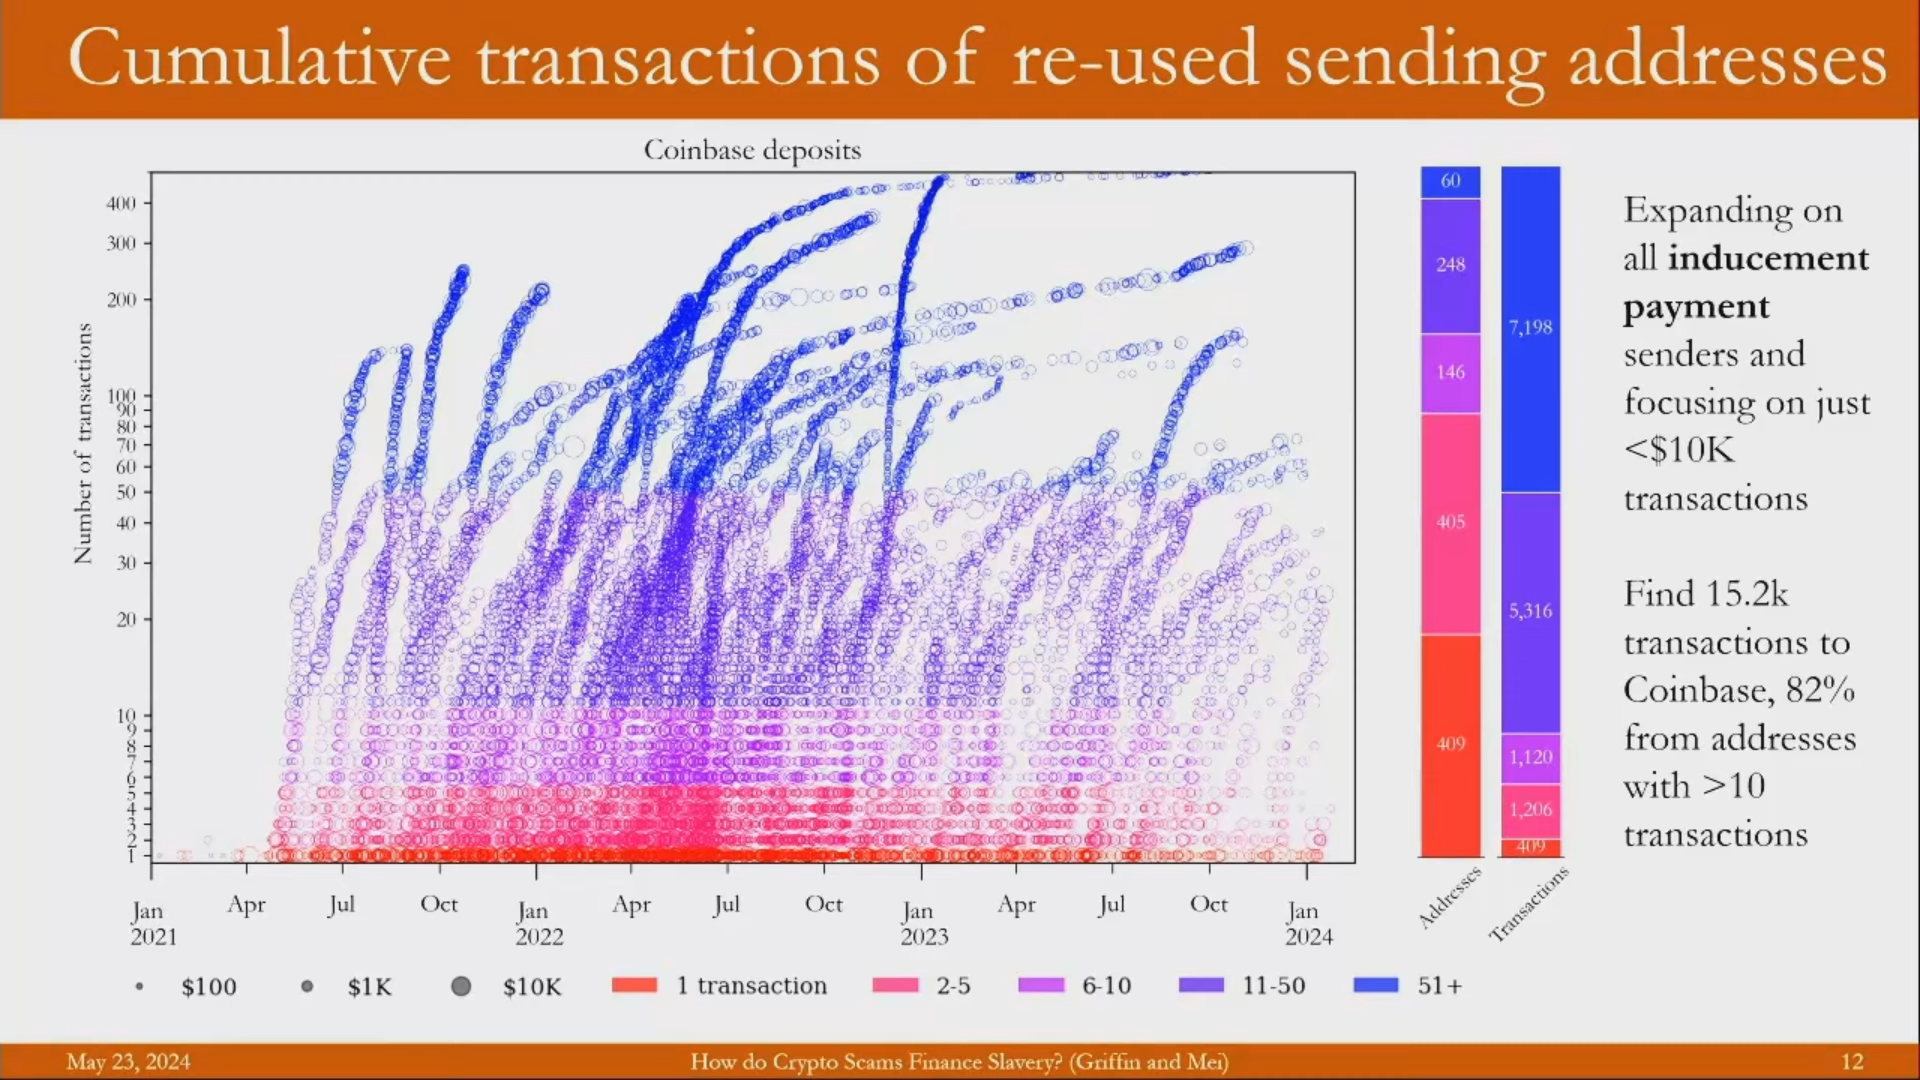 Cumulative transactions of re-used sending addresses
Coinbase deposits
Number of transactions
400
300
200
100
90
80
70
60
50
40
30
20
10
9
8
7
6
5
4
3
2
1
Jan
2021
Apr
Jul
Oct
Jan
2022
Apr
Jul
Oct
Jan
2023
Apr
Jul
Oct
Jan
2024
$100
$1K
$10K
1 transaction
2-5
6-10
11-50
51+
60
248
146
405
409
Addresses
7,198
5,316
1,120
1,206
409
Transactions
Expanding on
all inducement
payment
senders and
focusing on just
<$10K
transactions
Find 15.2k
transactions to
Coinbase, 82%
from addresses
with >10
transactions
May 23, 2024
How do Crypto Scams Finance Slavery? (Griffin and Mei)
12